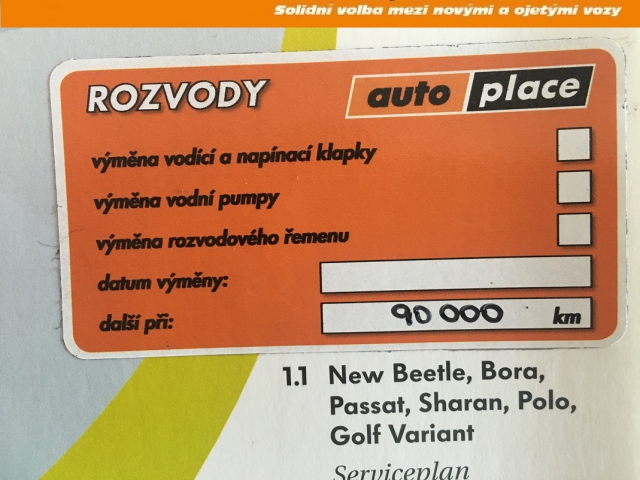 Solidní volba mezi novými a ojetými vozy
ROZVODY
auto place
výměna vodící a napínací klapky
výměna vodní pumpy
výměna rozvodového řemenu
datum výměny:
další při: 90 000 km
1.1 New Beetle, Bora,
Passat, Sharan, Polo,
Golf Variant
Serviceplan